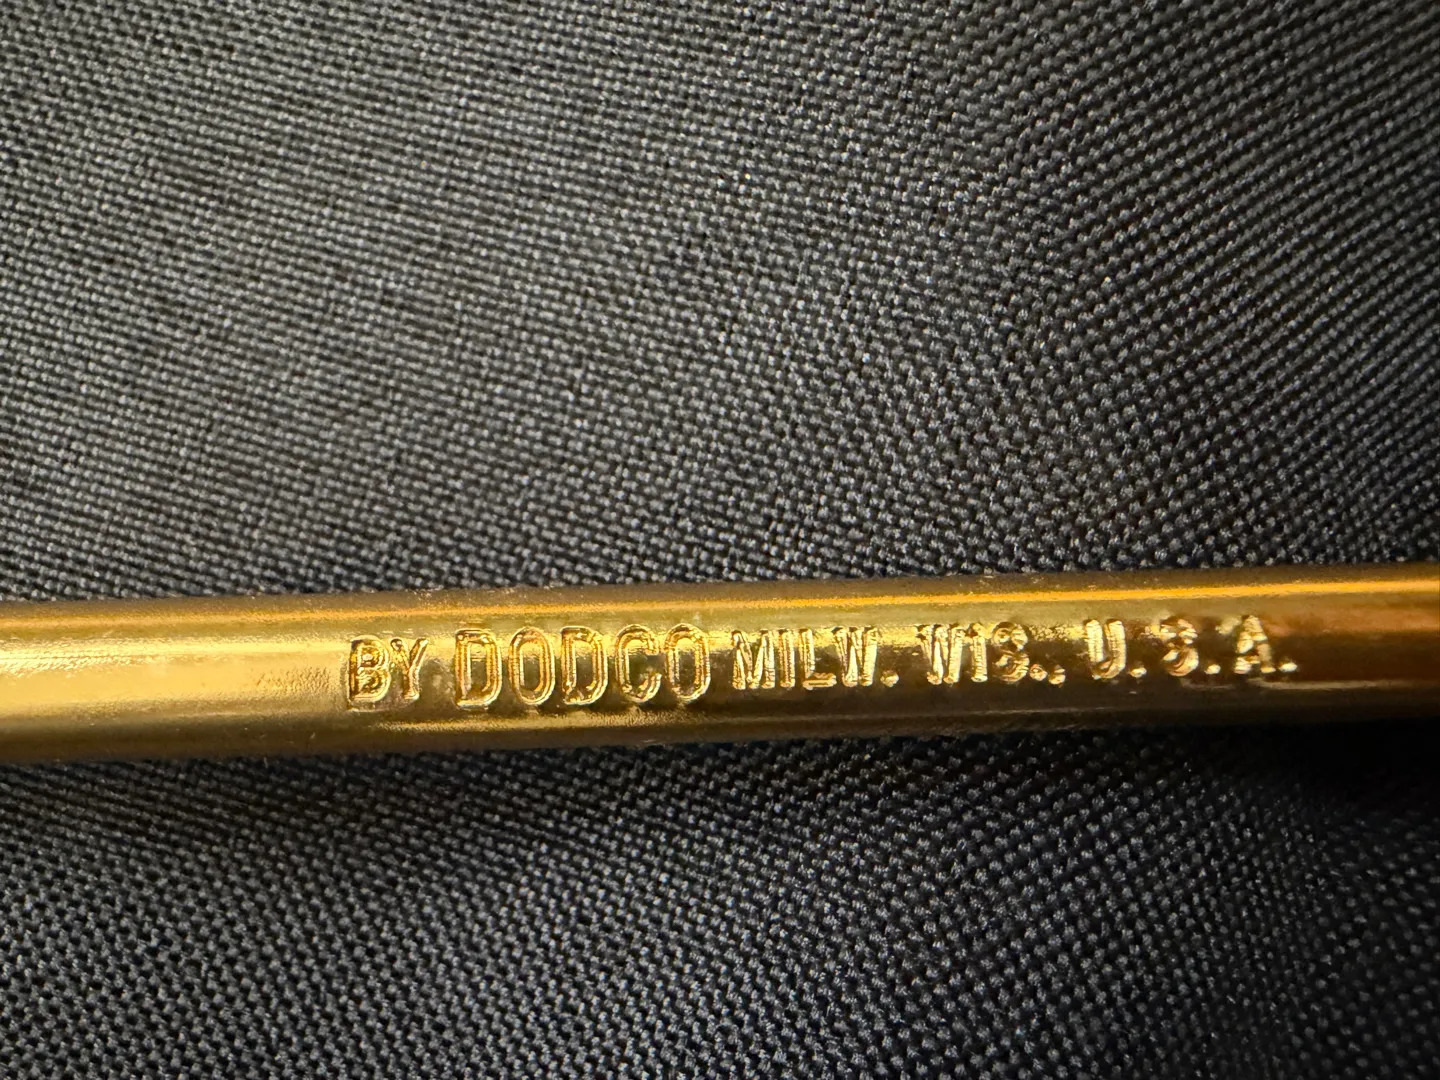 BY DODCO MILW. WIS., U.S.A.